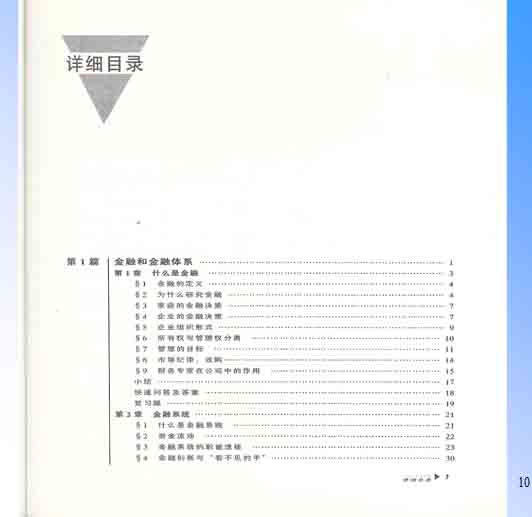 详细目录
第1篇 金融和金融体系 …… 1
第1章 什么是金融 …… 3
§1 金融的定义 …… 4
§2 为什么研究金融 …… 4
§3 家庭的金融决策 …… 7
§4 企业的金融决策 …… 7
§5 企业组织形式 …… 9
§6 所有权与管理权分离 …… 10
§7 管理的目标 …… 11
§8 市场纪律：收购 …… 14
§9 财务专家在公司中的作用 …… 15
小结 …… 17
快速问答及答案 …… 18
复习题 …… 19
第2章 金融系统 …… 21
§1 什么是金融系统 …… 21
§2 资金流动 …… 22
§3 金融系统的职能透视 …… 23
§4 金融创新与“看不见的手” …… 30
▶ 7
10